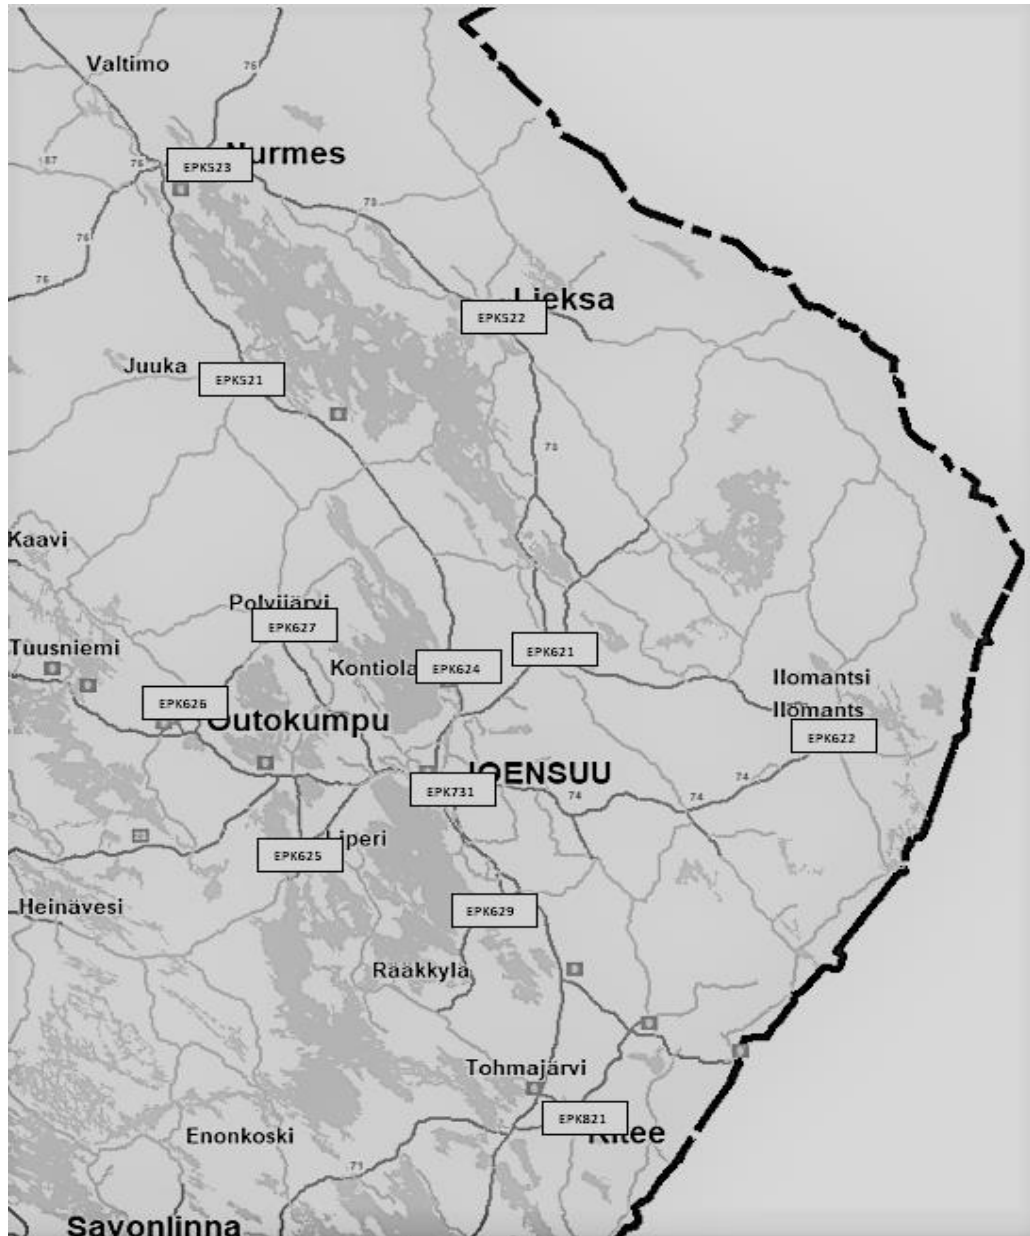 Valtimo
76
Nurmes
EPK523
87
76
73
76
76
Lieksa
EPK522
Juuka
EPK521
73
Kaavi
Polvijärvi
EPK627
Tuusniemi
EPK621
Kontiola
EPK624
Ilomantsi
EPK626
Ilomants
Outokumpu
EPK622
JOENSUU
EPK731
74
74
74
Liperi
EPK625
Heinävesi
EPK629
Rääkkylä
Tohmajärvi
EPK821
Kitee
Enonkoski
71
Savonlinna